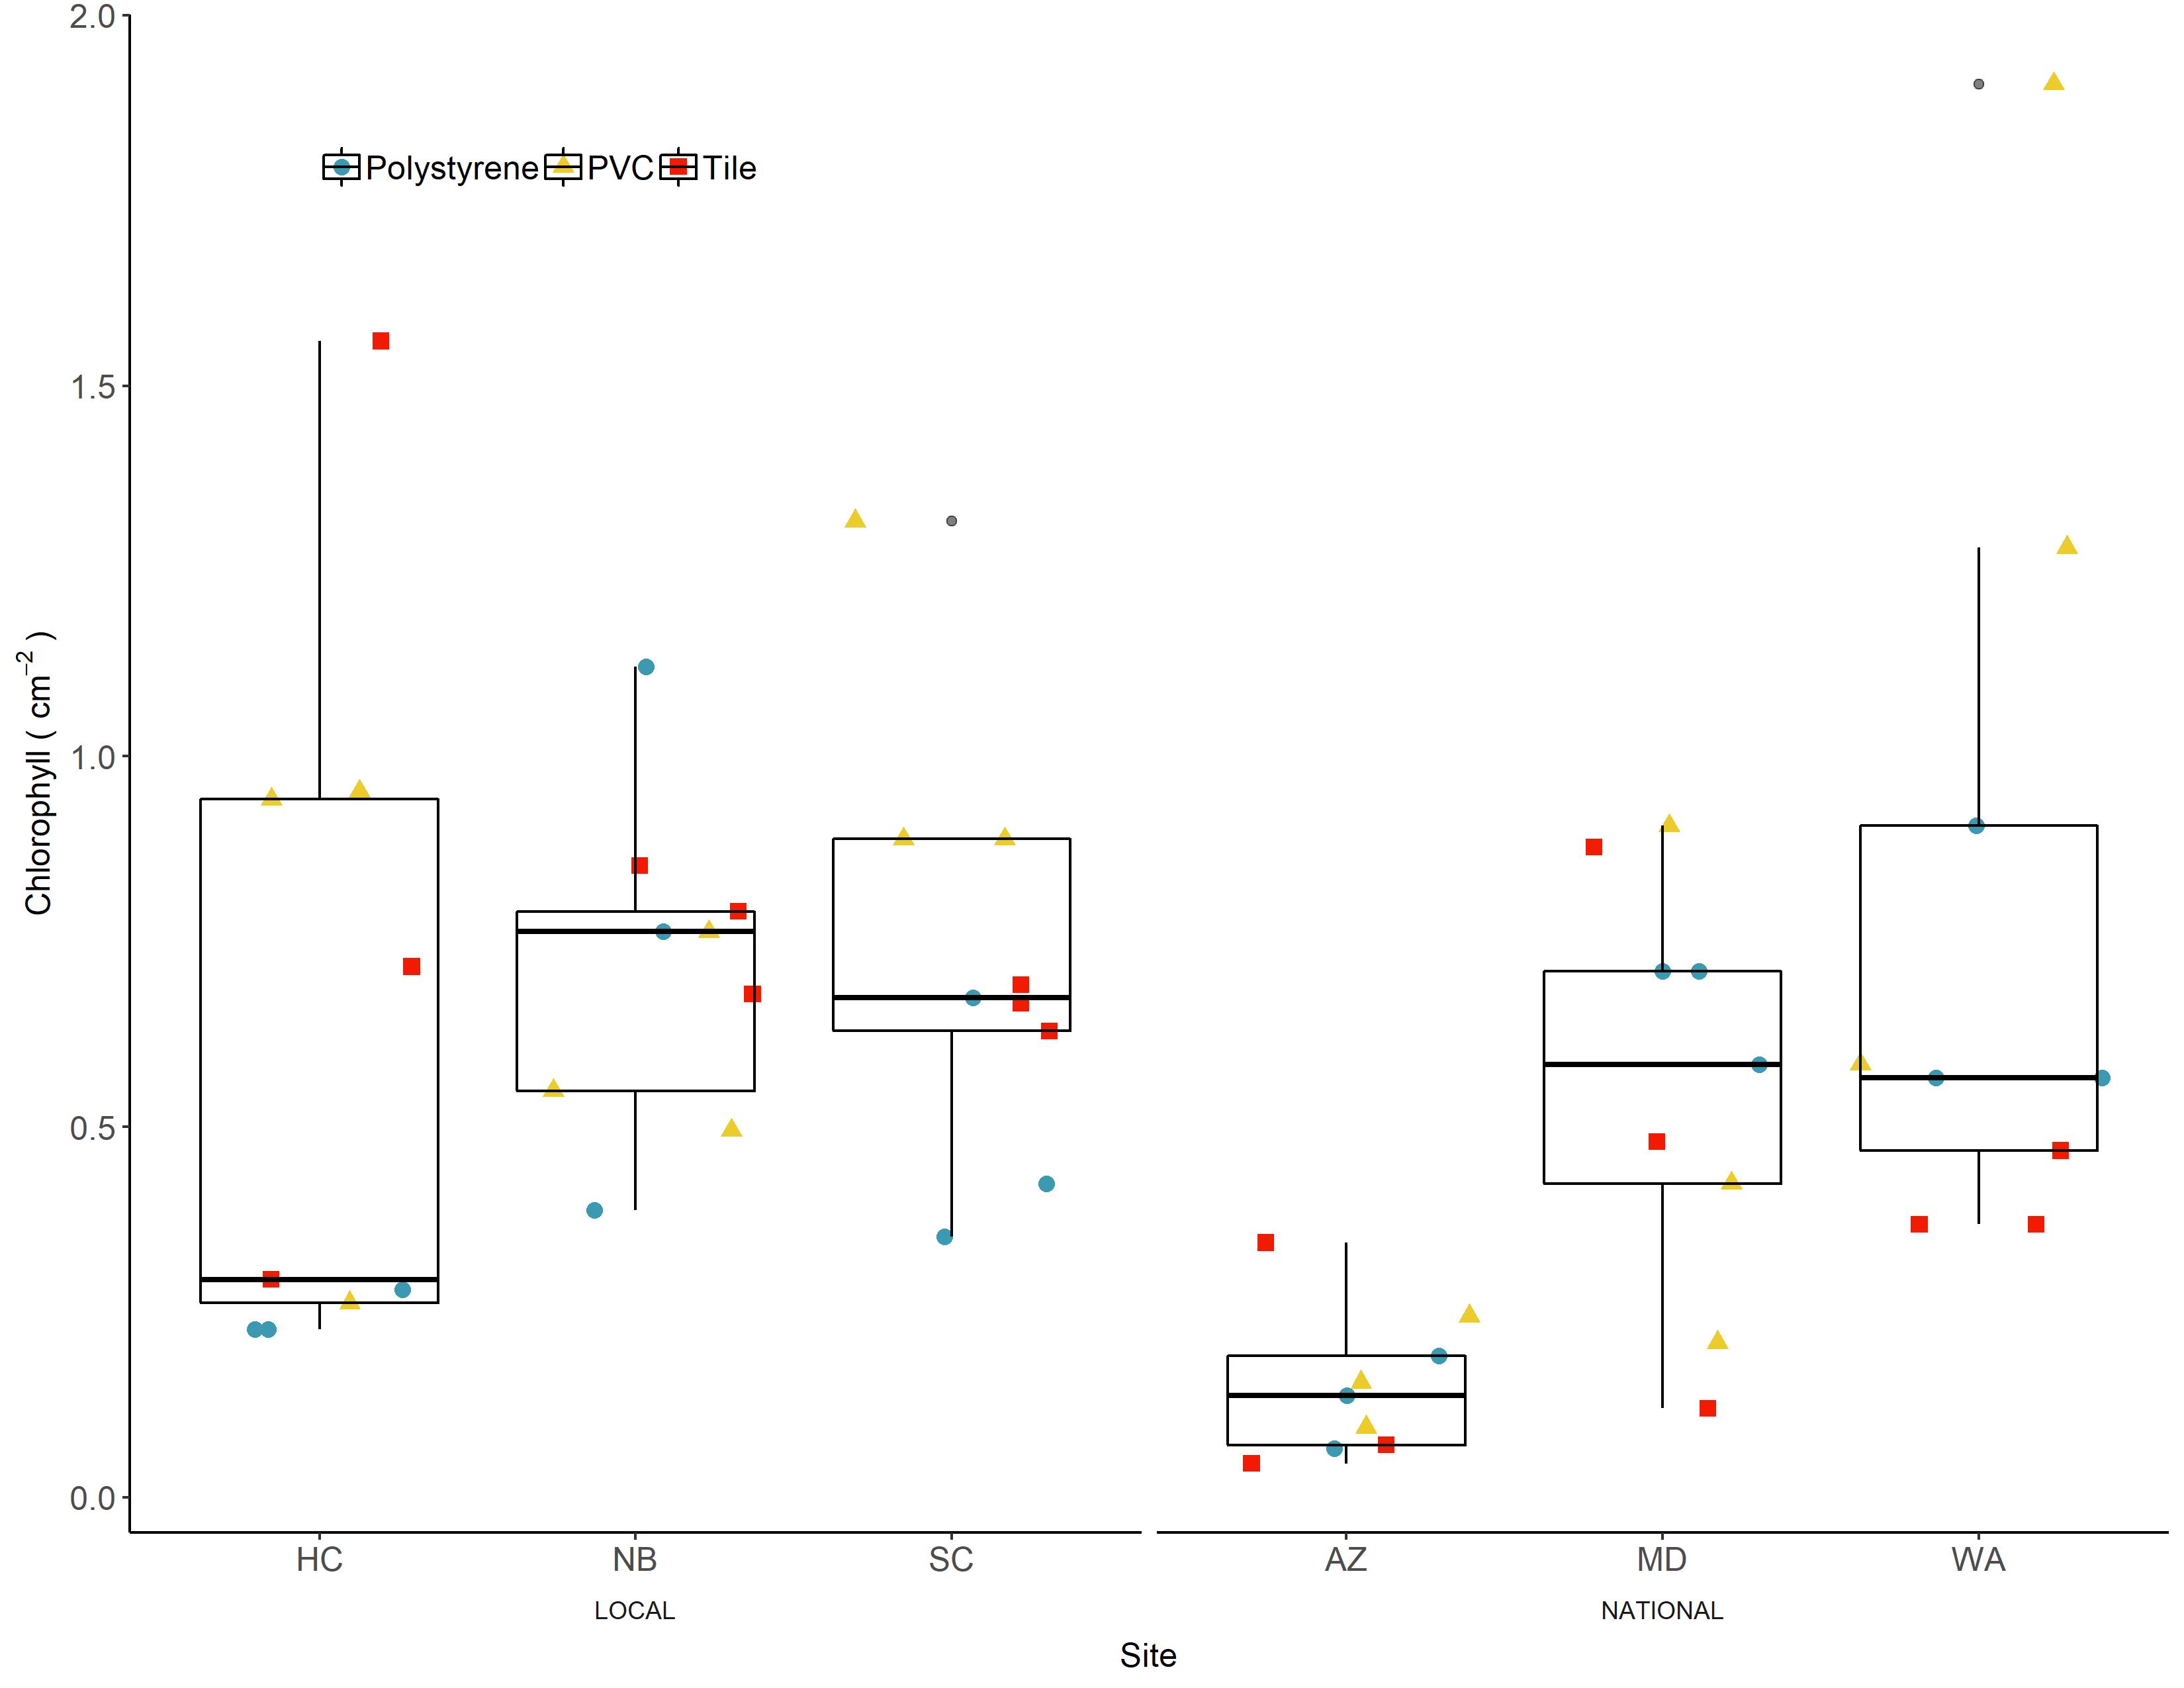 2.0
Polystyrene PVC Tile
1.5
Chlorophyll ( cm⁻² )
1.0
0.5
0.0
HC NB SC AZ MD WA
LOCAL NATIONAL
Site